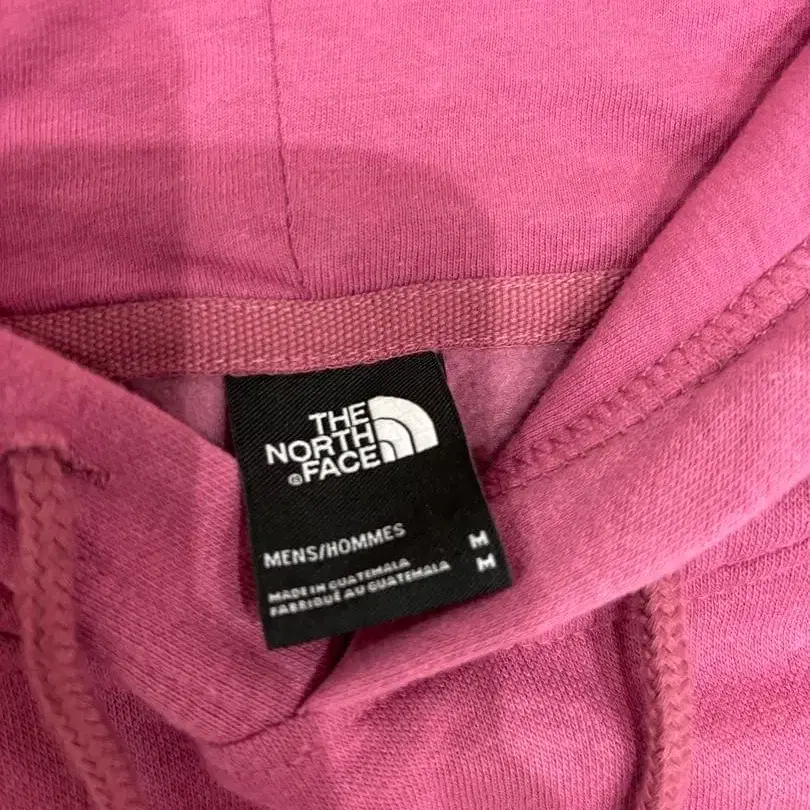 THE
NORTH
®FACE
MENS/HOMMES M
MADE IN GUATEMALA M
FABRIQUÉ AU GUATEMALA